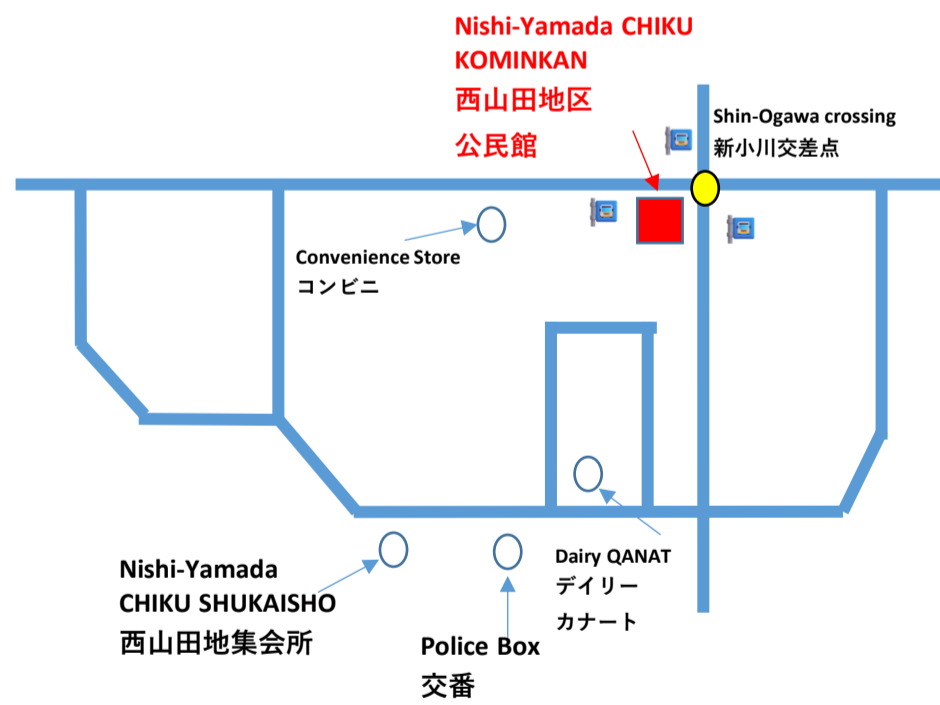 Nishi-Yamada CHIKU
KOMINKAN
西山田地区
公民館
Shin-Ogawa crossing
新小川交差点
Convenience Store
コンビニ
Nishi-Yamada
CHIKU SHUKAISHO
西山田地集会所
Police Box
交番
Dairy QANAT
デイリー
カナート